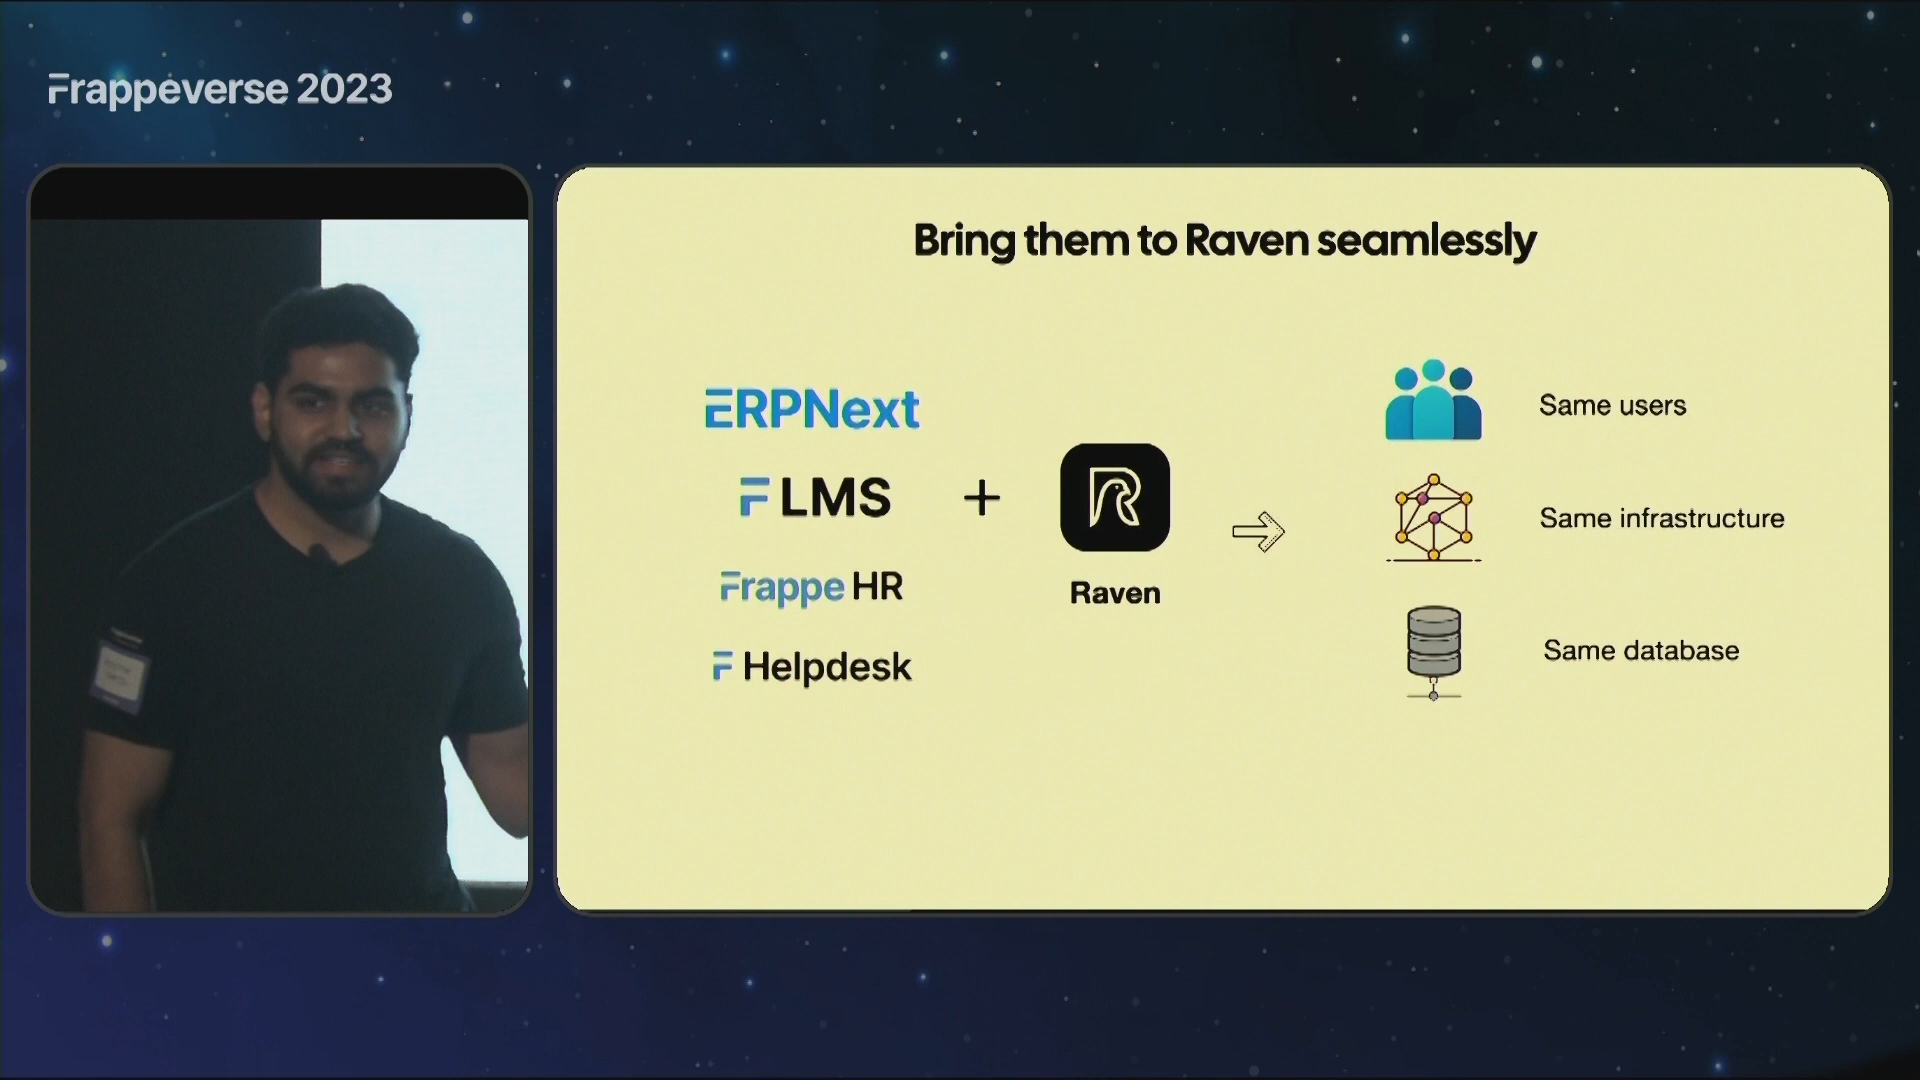 Frappeverse 2023
Bring them to Raven seamlessly
ERPNext
F LMS
Frappe HR
F Helpdesk
+
R
Raven
Same users
Same infrastructure
Same database